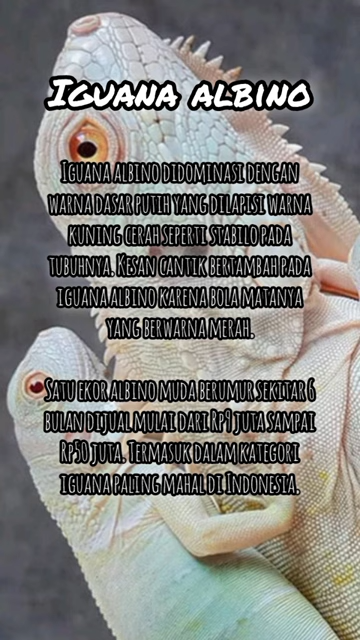 Iguana albino
Iguana albino didominasi dengan
warna dasar putih yang dilapisi warna
kuning cerah seperti stabilo pada
tubuhnya. Kesan cantik bertambah pada
iguana albino karena bola matanya
yang berwarna merah.
Satu ekor albino muda berumur sekitar 6
bulan dijual mulai dari Rp9 juta sampai
Rp50 juta. Termasuk dalam kategori
iguana paling mahal di Indonesia.